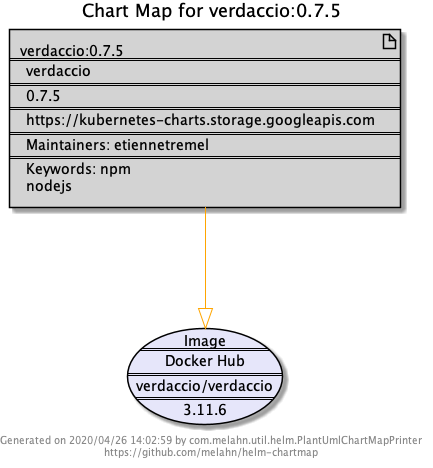 Chart Map for verdaccio:0.7.5
verdaccio:0.7.5
verdaccio
0.7.5
https://kubernetes-charts.storage.googleapis.com
Maintainers: etiennetremel
Keywords: npm
nodejs
Image
Docker Hub
verdaccio/verdaccio
3.11.6
Generated on 2020/04/26 14:02:59 by com.melahn.util.helm.PlantUmlChartMapPrinter
https://github.com/melahn/helm-chartmap